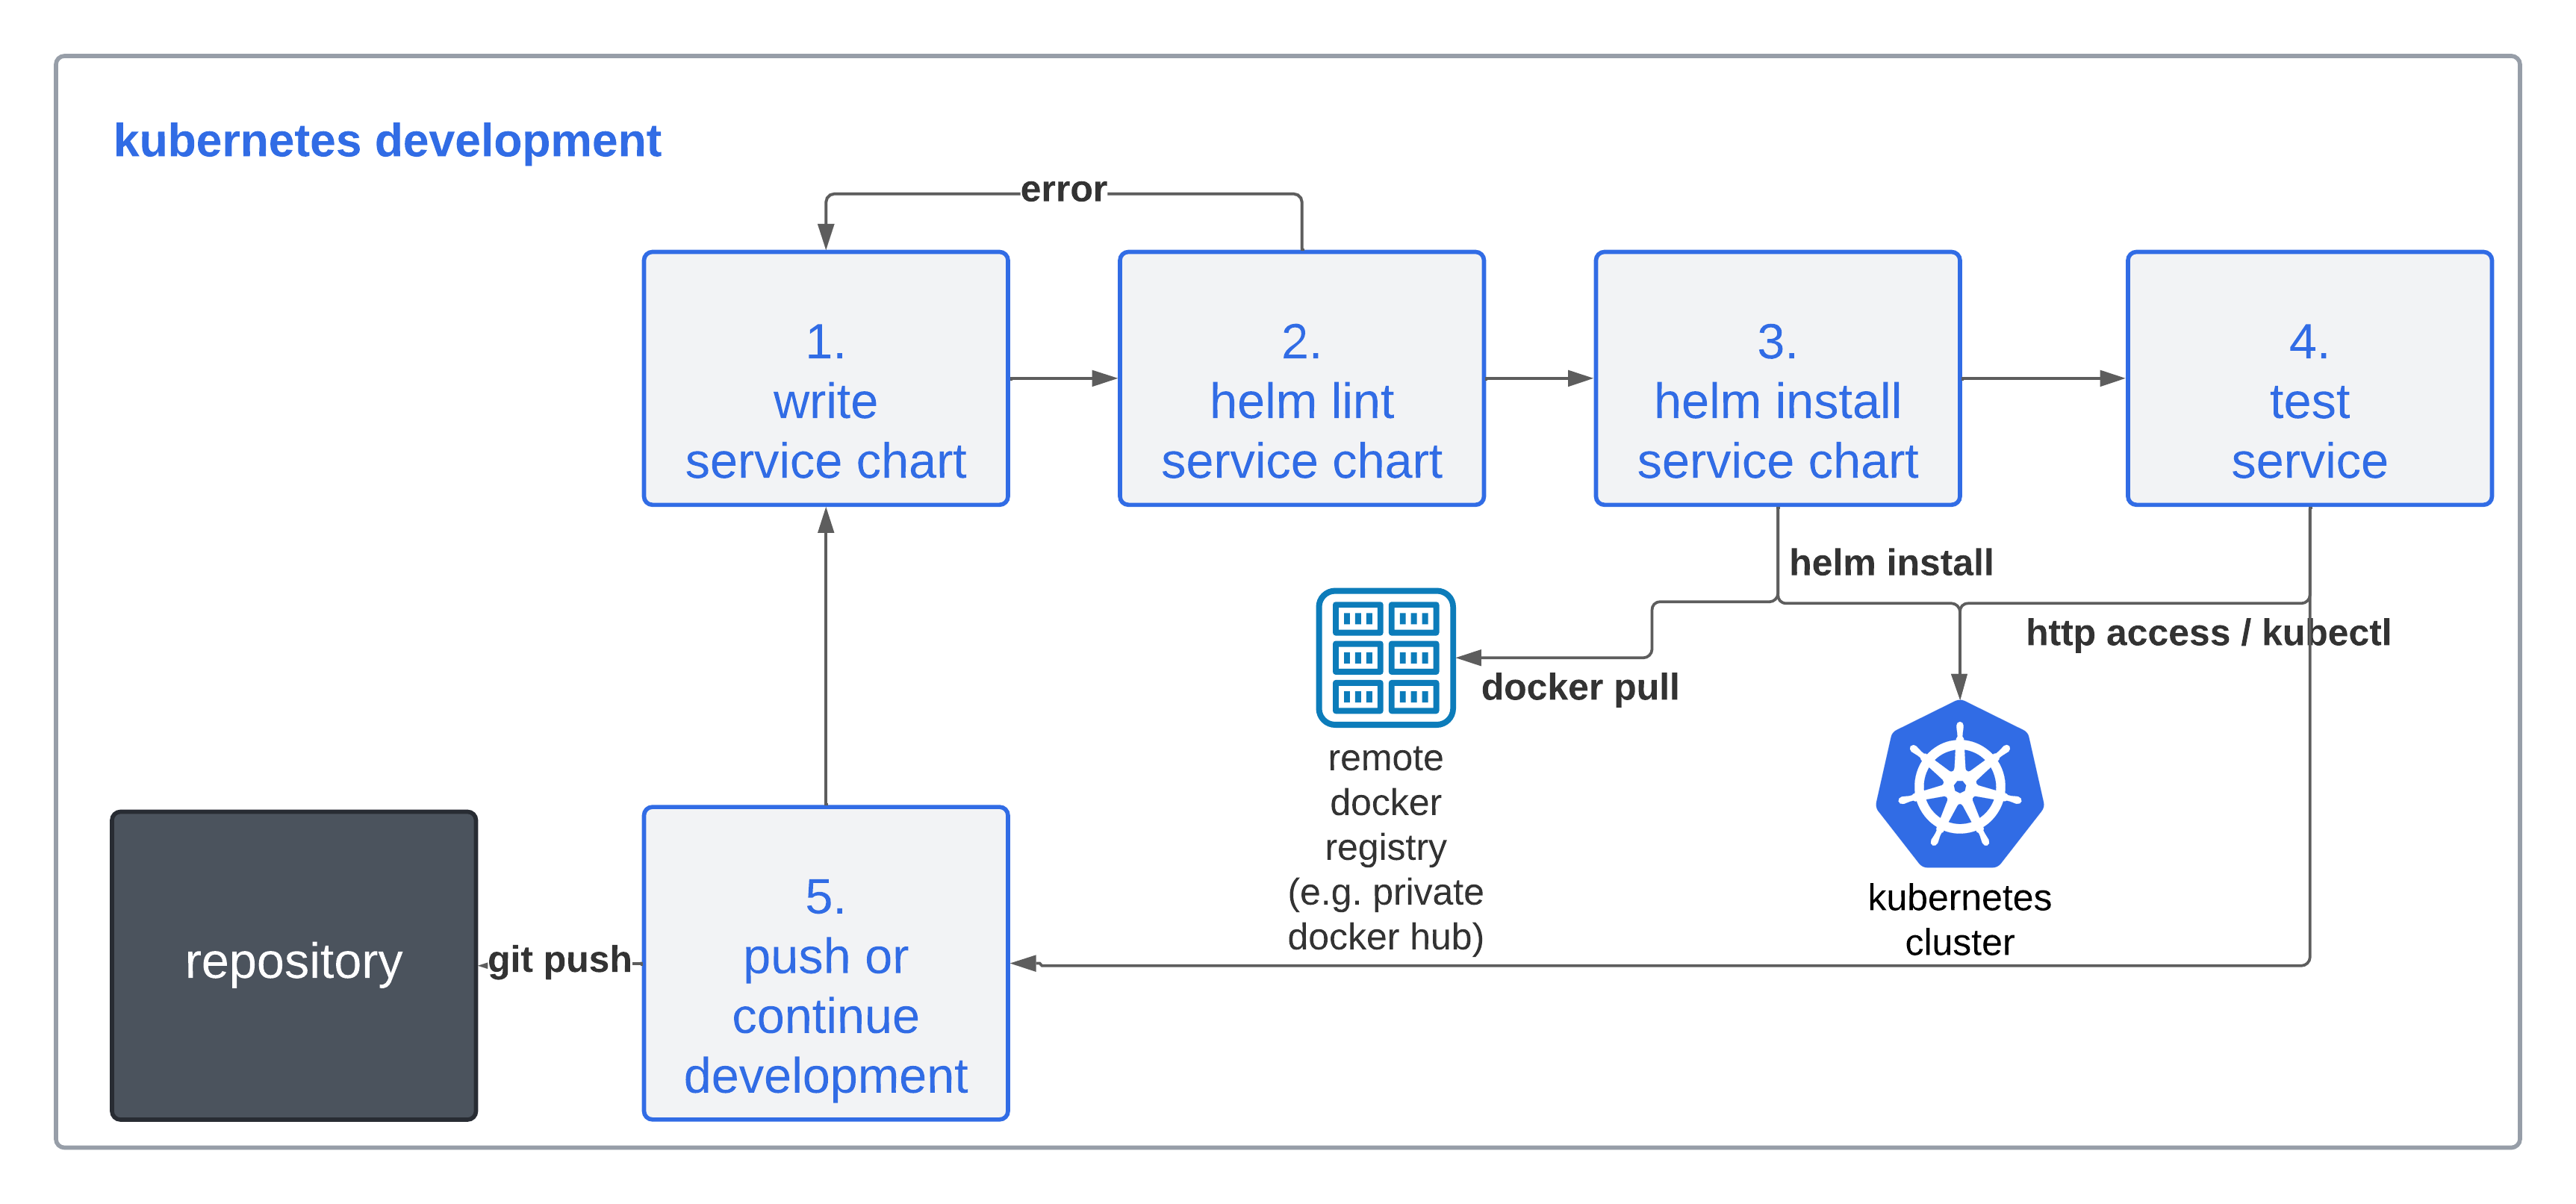 kubernetes development
error
1.
write
service chart
2.
helm lint
service chart
3.
helm install
service chart
4.
test
service
helm install
http access / kubectl
docker pull
remote
docker
registry
(e.g. private
docker hub)
kubernetes
cluster
repository
git push
5.
push or
continue
development